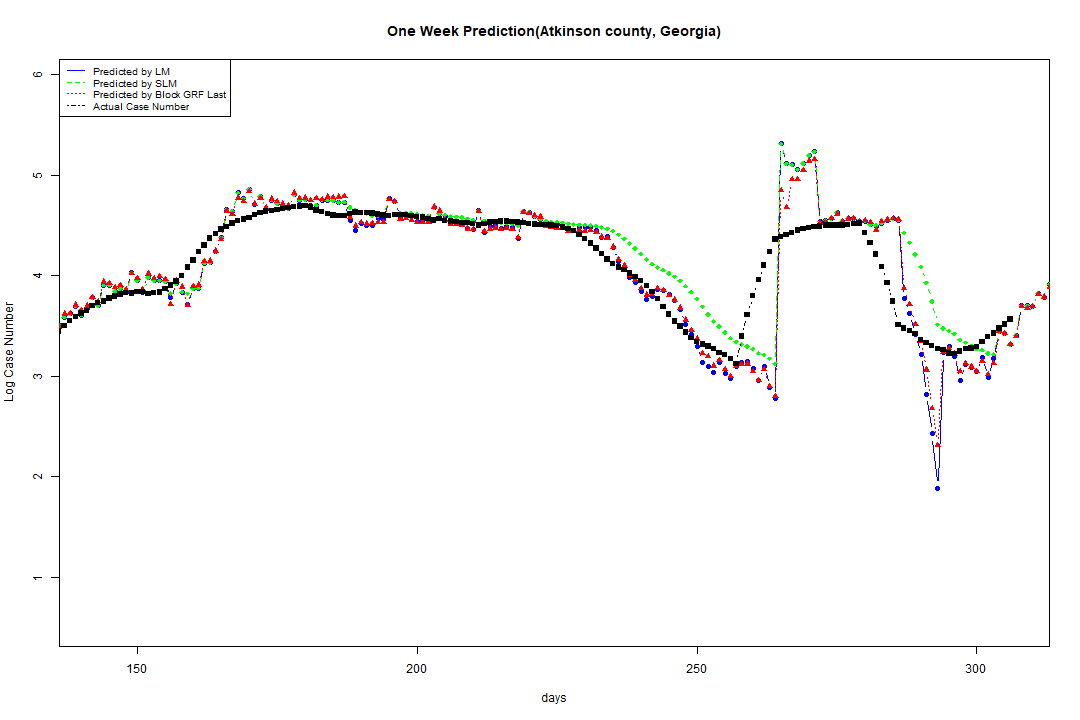 One Week Prediction(Atkinson county, Georgia)
Predicted by LM
Predicted by SLM
Predicted by Block GRF Last
Actual Case Number
6
5
4
3
2
1
Log Case Number
150
200
250
300
days